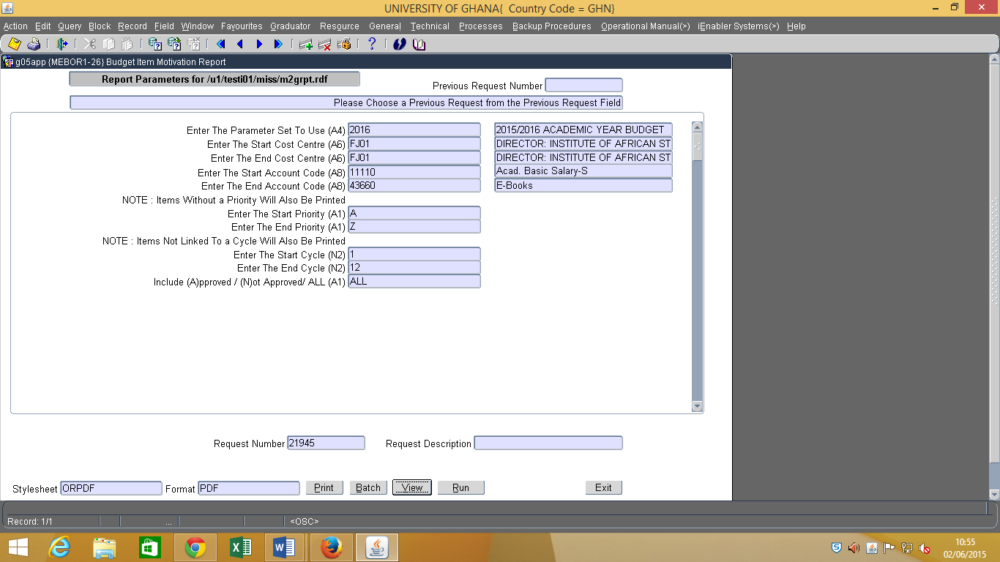 UNIVERSITY OF GHANA{ Country Code = GHN}
Action Edit Query Block Record Field Window Favourites Graduator Resource General Technical Processes Backup Procedures Operational Manual(>) iEnabler Systems(>) Help
g05app {MEBOR1-26} Budget Item Motivation Report
Report Parameters for /u1/testi01/miss/m2grpt.rdf
Previous Request Number
Please Choose a Previous Request from the Previous Request Field
Enter The Parameter Set To Use (A4) 2016 2015/2016 ACADEMIC YEAR BUDGET
Enter The Start Cost Centre (A6) FJ01 DIRECTOR: INSTITUTE OF AFRICAN ST
Enter The End Cost Centre (A6) FJ01 DIRECTOR: INSTITUTE OF AFRICAN ST
Enter The Start Account Code (A8) 11110 Acad. Basic Salary-S
Enter The End Account Code (A8) 43660 E-Books
NOTE : Items Without a Priority Will Also Be Printed
Enter The Start Priority (A1) A
Enter The End Priority (A1) Z
NOTE : Items Not Linked To a Cycle Will Also Be Printed
Enter The Start Cycle (N2) 1
Enter The End Cycle (N2) 12
Include (A)pproved / (N)ot Approved/ ALL (A1) ALL
Request Number 21945 Request Description
Stylesheet ORPDF Format PDF Print Batch View Run Exit
Record: 1/1 ... <OSC>
10:55
02/06/2015